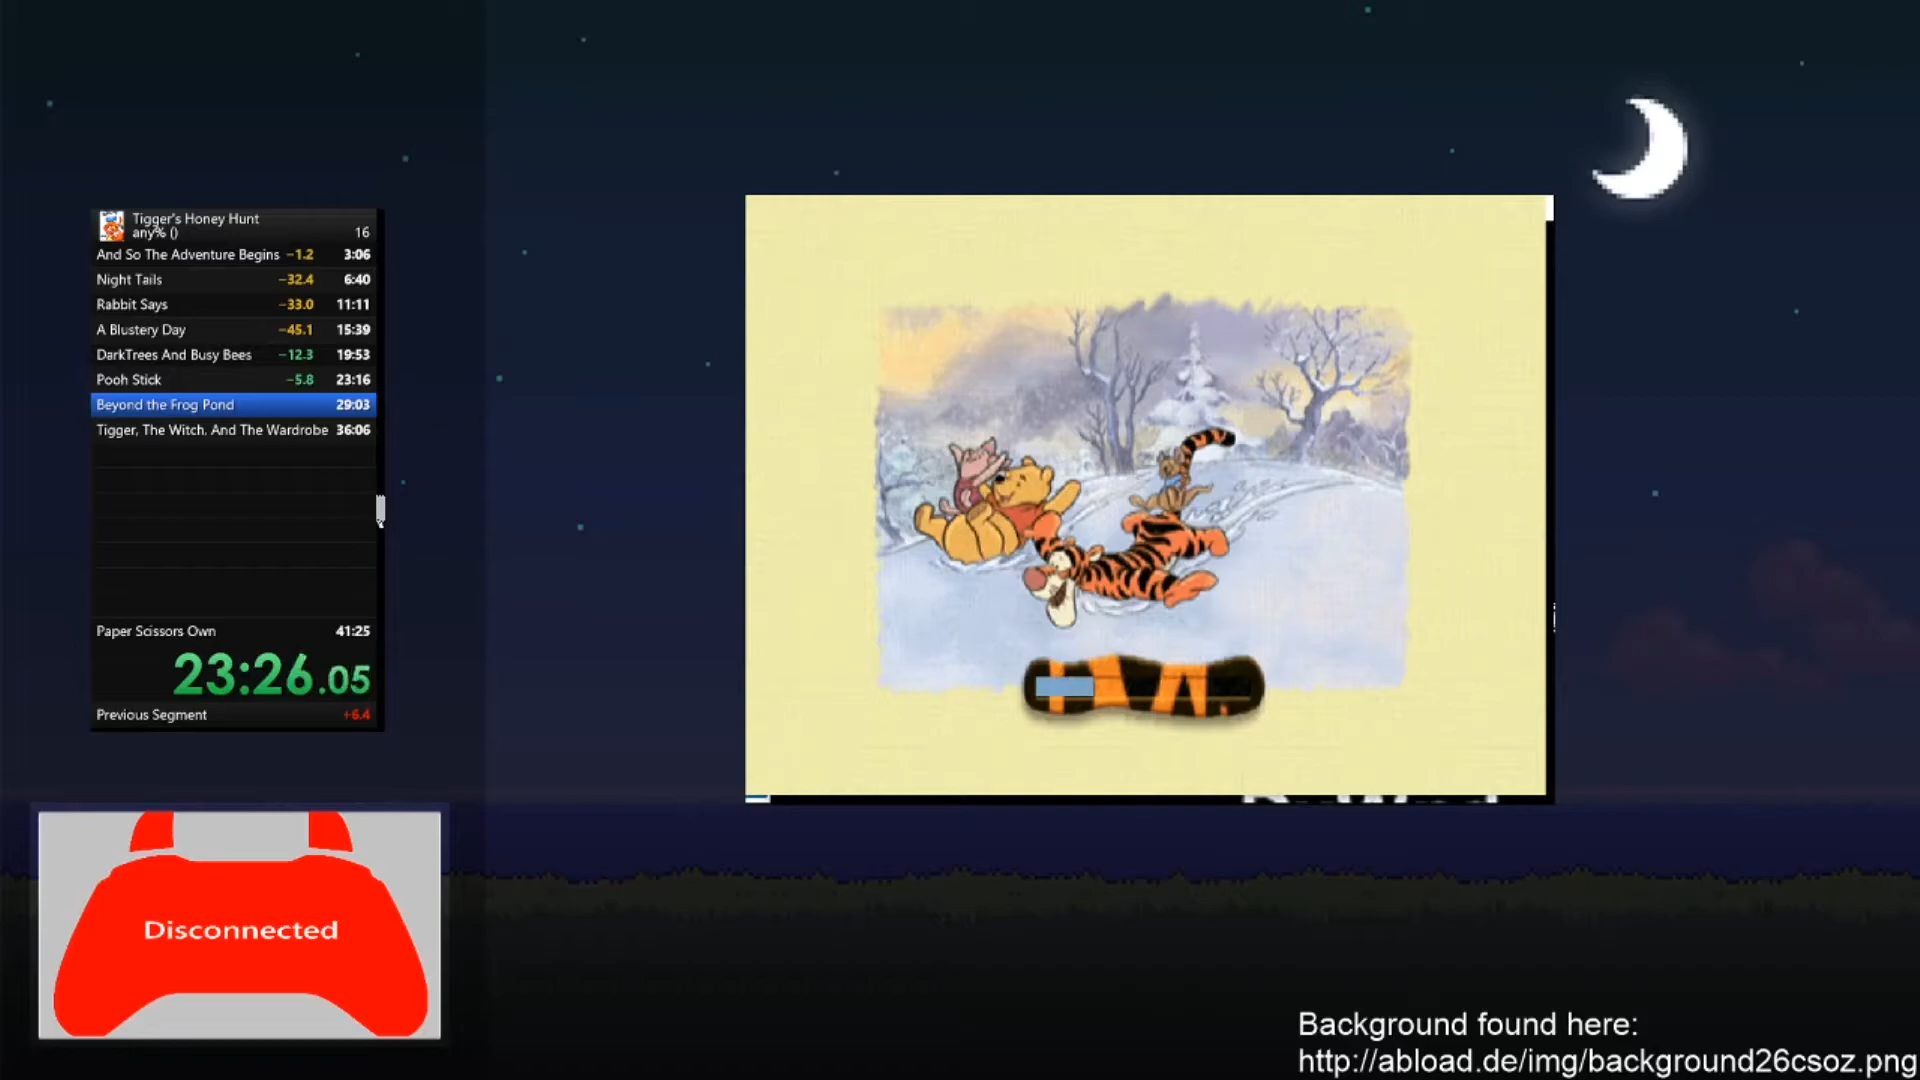 Tigger's Honey Hunt
any% () 16
And So The Adventure Begins -1.2 3:06
Night Tails -32.4 6:40
Rabbit Says -33.0 11:11
A Blustery Day -45.1 15:39
DarkTrees And Busy Bees -12.3 19:53
Pooh Stick -5.8 23:16
Beyond the Frog Pond 29:03
Tigger, The Witch, And The Wardrobe 36:06
Paper Scissors Own 41:25
23:26.05
Previous Segment +6.4
Disconnected
Background found here:
http://abload.de/img/background26csoz.png